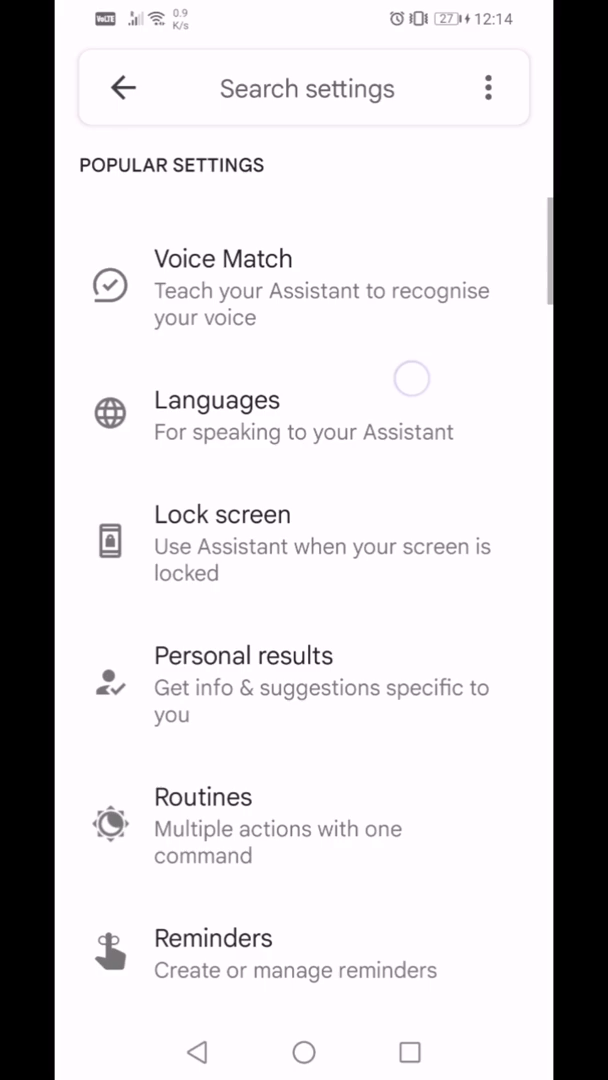 VoLTE 0.9 K/s 27 12:14
Search settings
POPULAR SETTINGS
Voice Match
Teach your Assistant to recognise
your voice
Languages
For speaking to your Assistant
Lock screen
Use Assistant when your screen is
locked
Personal results
Get info & suggestions specific to
you
Routines
Multiple actions with one
command
Reminders
Create or manage reminders